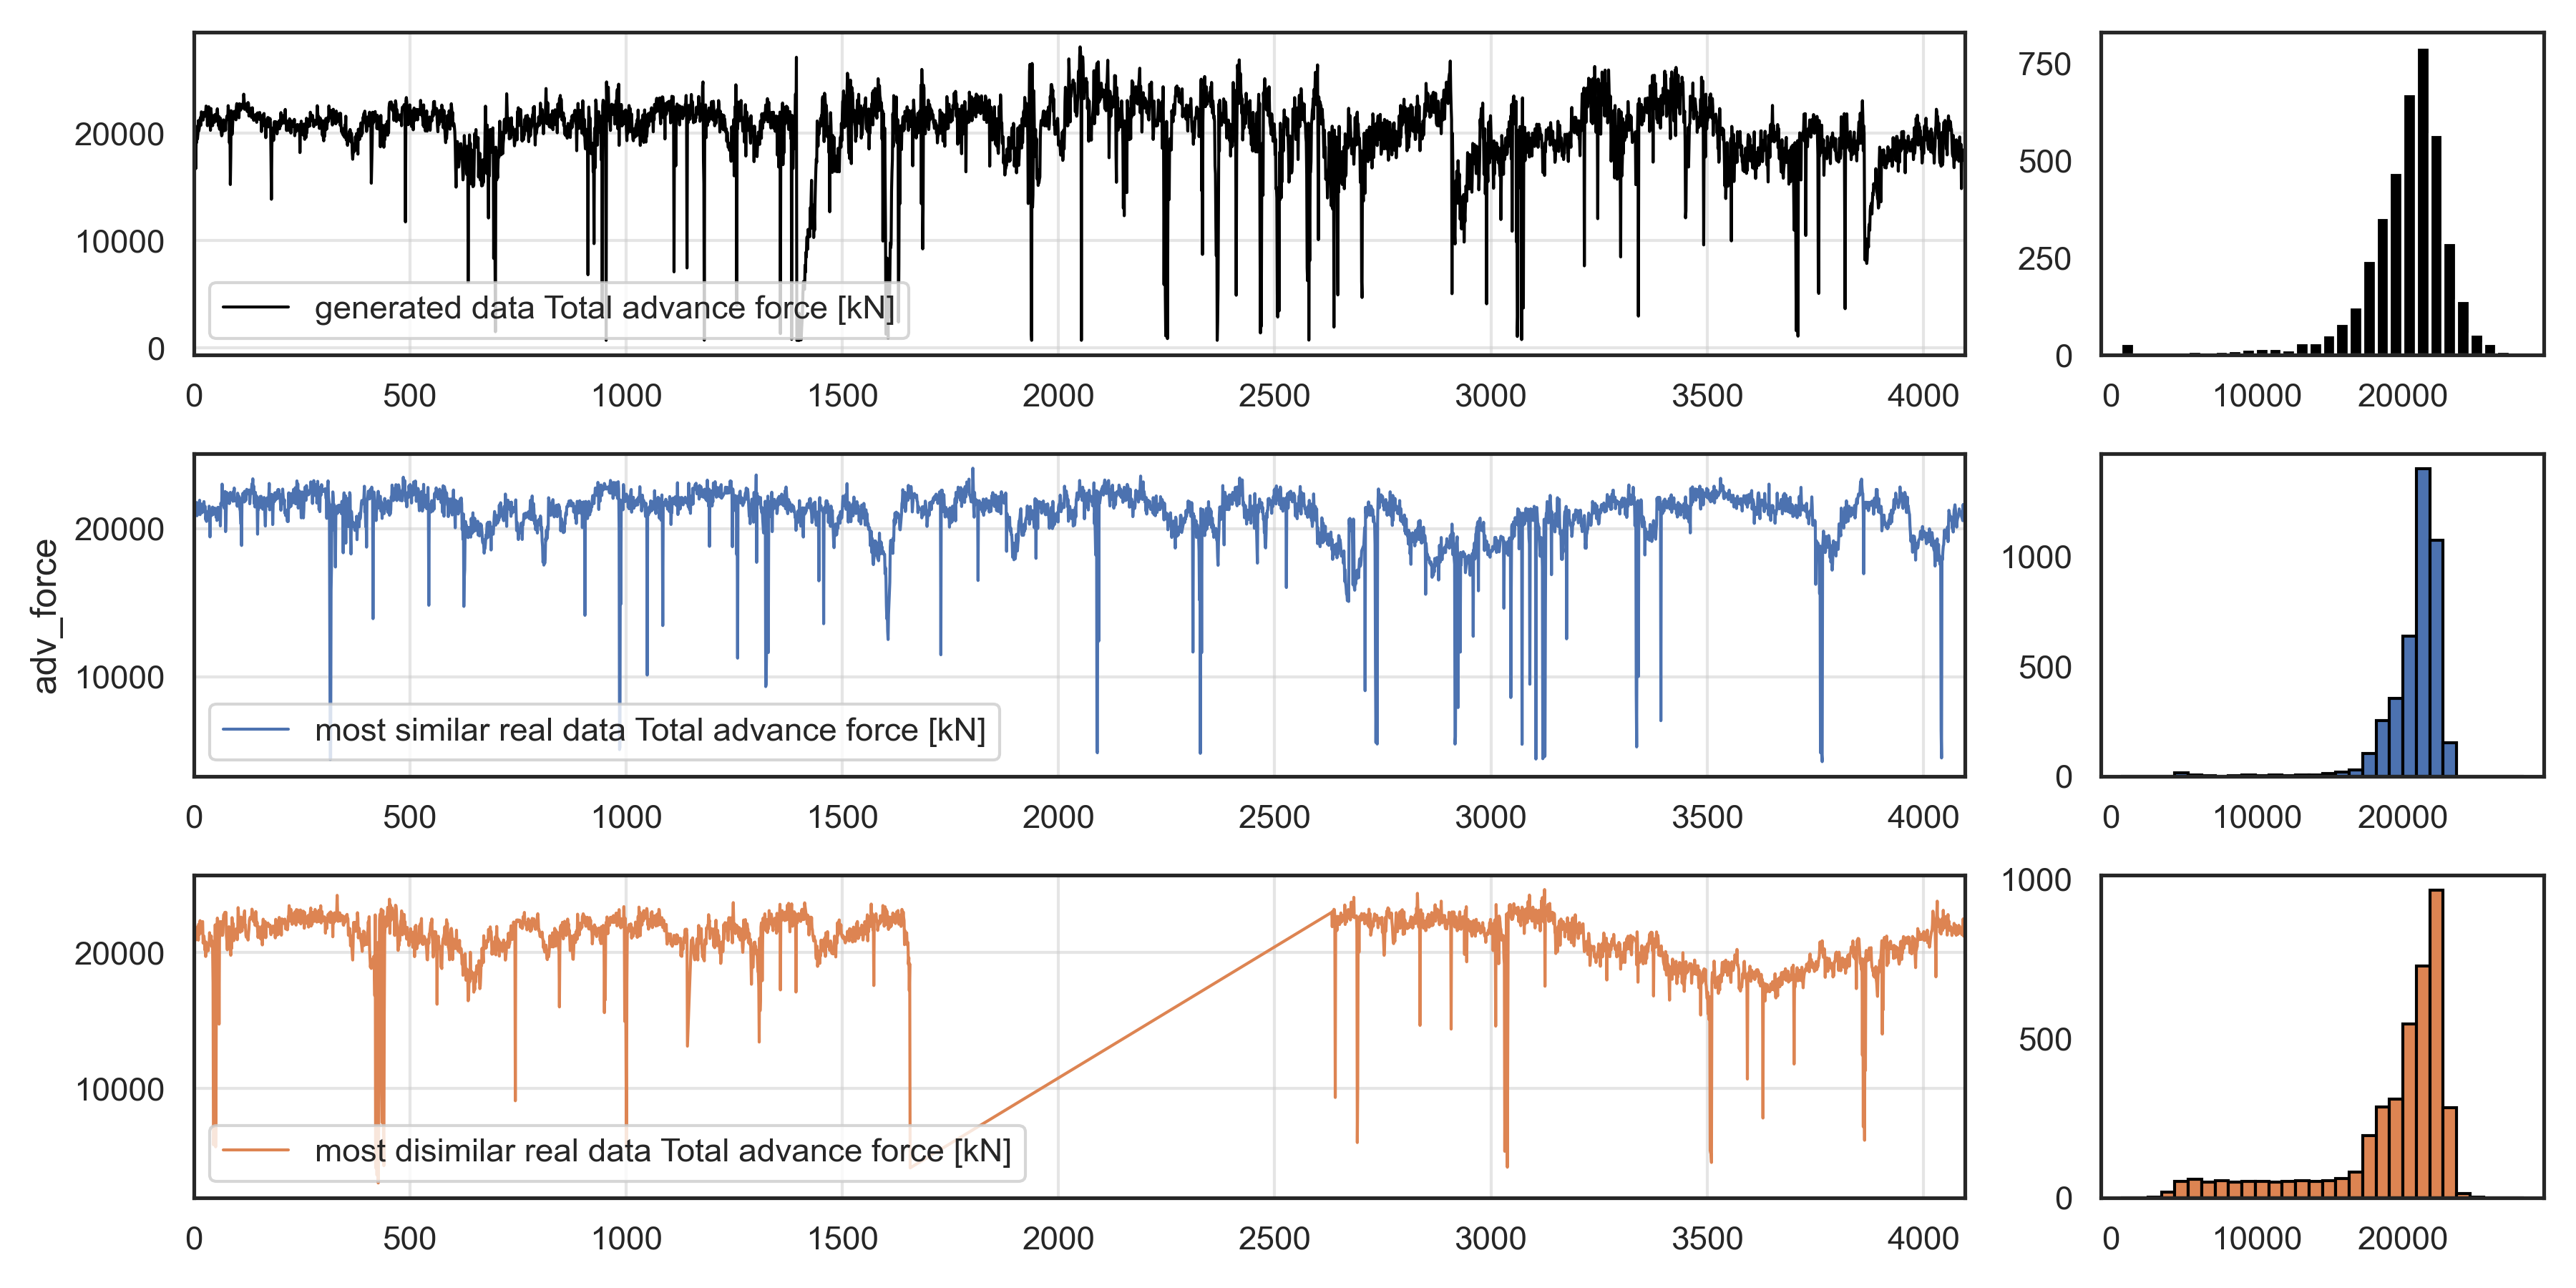 20000
10000
0
0 500 1000 1500 2000 2500 3000 3500 4000
generated data Total advance force [kN]
750
500
250
0
0 10000 20000
adv_force
20000
10000
0 500 1000 1500 2000 2500 3000 3500 4000
most similar real data Total advance force [kN]
1000
500
0
0 10000 20000
20000
10000
0 500 1000 1500 2000 2500 3000 3500 4000
most disimilar real data Total advance force [kN]
1000
500
0
0 10000 20000